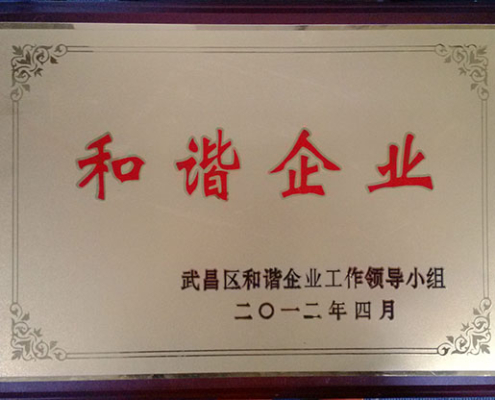 和谐企业
武昌区和谐企业工作领导小组
二〇一二年四月